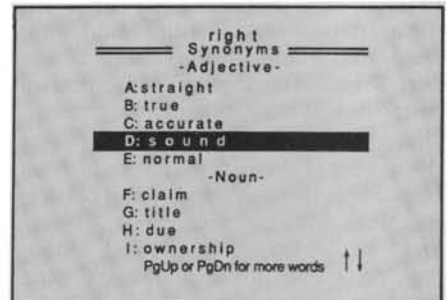 right
Synonyms
-Adjective-
A: straight
B: true
C: accurate
D: sound
E: normal
-Noun-
F: claim
G: title
H: due
I: ownership
PgUp or PgDn for more words ↑↓